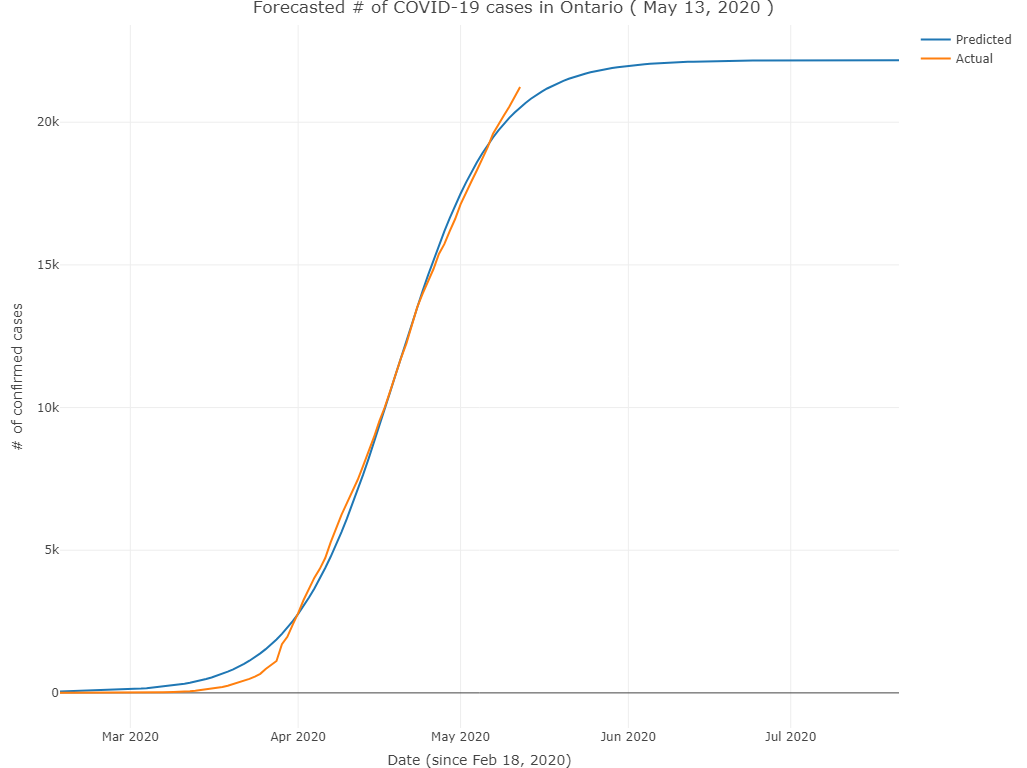 Forecasted # of COVID-19 cases in Ontario ( May 13, 2020 )
Predicted
Actual
20k
15k
10k
5k
0
# of confirmed cases
Mar 2020
Apr 2020
May 2020
Jun 2020
Jul 2020
Date (since Feb 18, 2020)